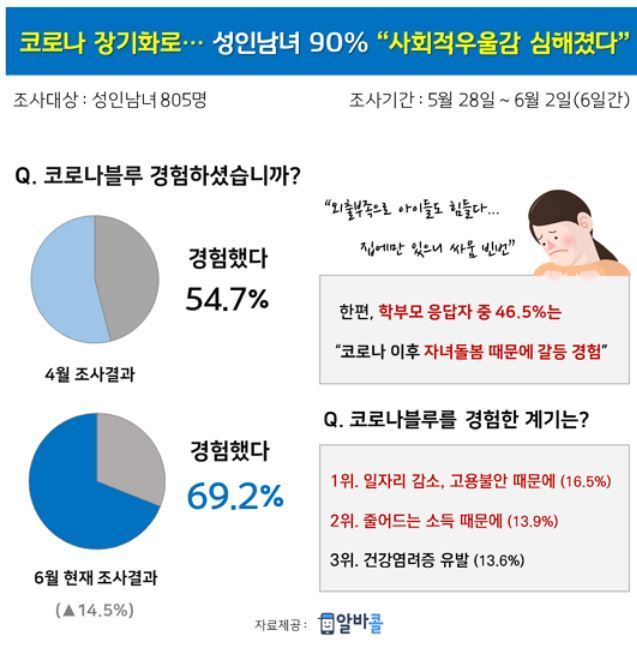 코로나 장기화로… 성인남녀 90% “사회적우울감 심해졌다”
조사대상 : 성인남녀 805명
조사기간 : 5월 28일 ~ 6월 2일(6일간)
Q. 코로나블루 경험하셨습니까?
경험했다
54.7%
4월 조사결과
경험했다
69.2%
6월 현재 조사결과
(▲14.5%)
“외출부족으로 아이들도 힘들다...
집에만 있으니 싸움 빈번”
한편, 학부모 응답자 중 46.5%는
“코로나 이후 자녀돌봄 때문에 갈등 경험”
Q. 코로나블루를 경험한 계기는?
1위. 일자리 감소, 고용불안 때문에 (16.5%)
2위. 줄어드는 소득 때문에 (13.9%)
3위. 건강염려증 유발 (13.6%)
자료제공 : 알바콜